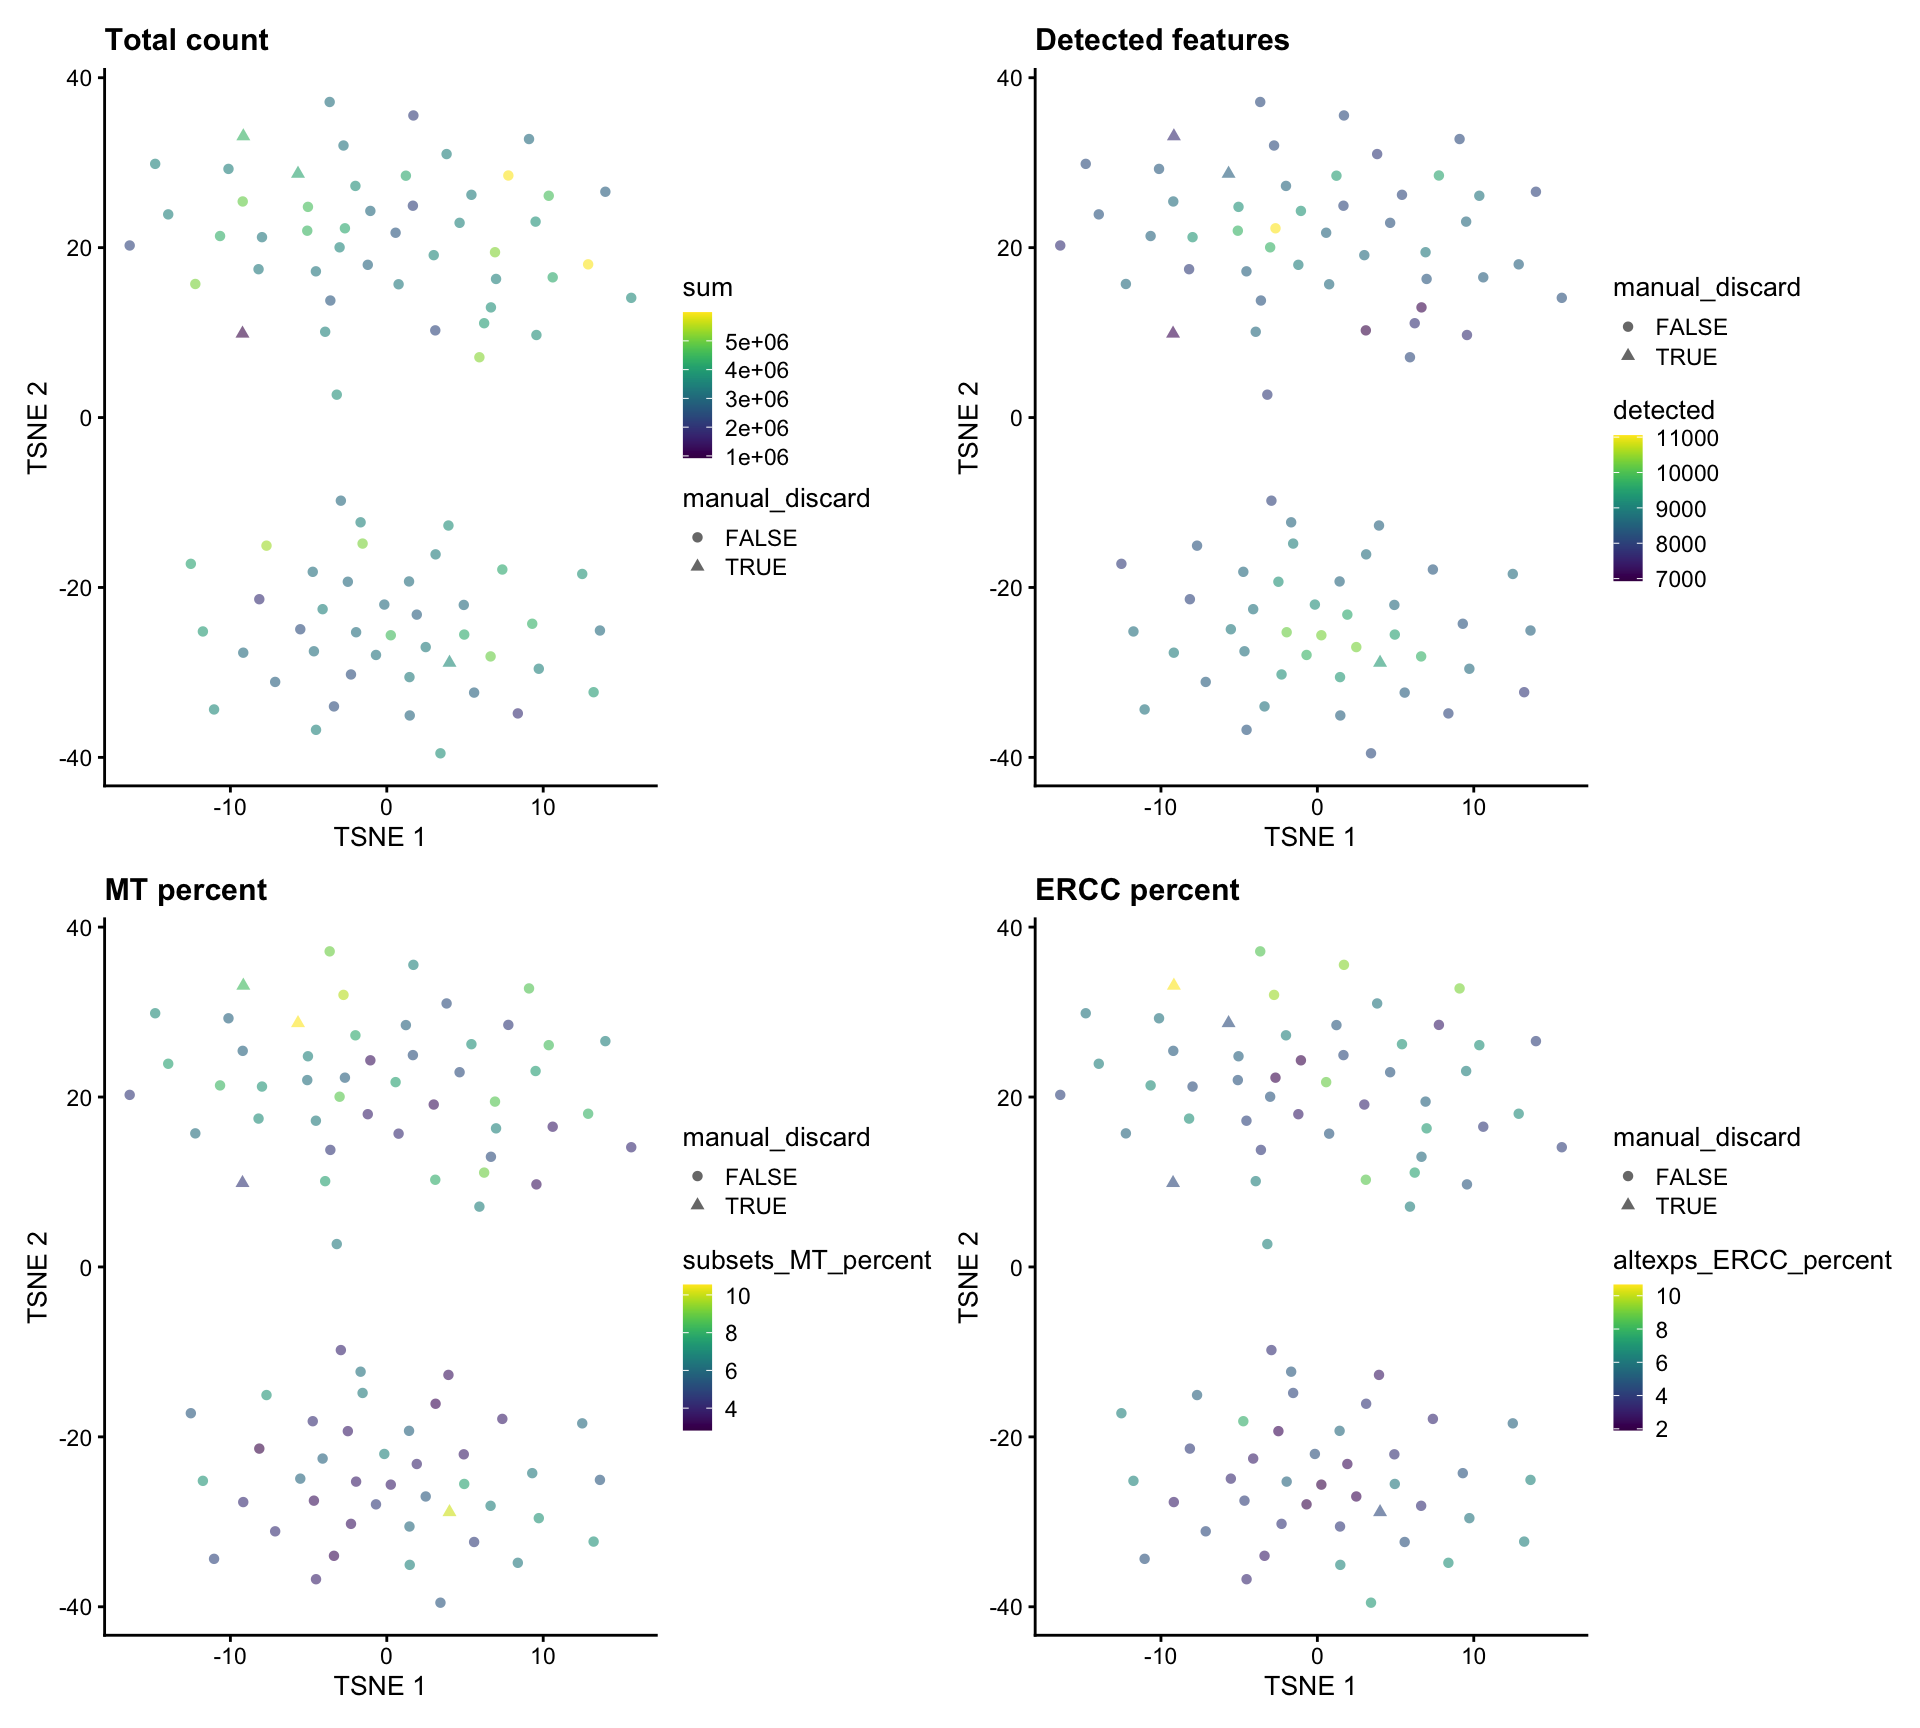 Total count
40
20
0
-20
-40
TSNE 2
-10 0 10
TSNE 1
sum
5e+06
4e+06
3e+06
2e+06
1e+06
manual_discard
FALSE
TRUE
Detected features
40
20
0
-20
-40
TSNE 2
-10 0 10
TSNE 1
manual_discard
FALSE
TRUE
detected
11000
10000
9000
8000
7000
MT percent
40
20
0
-20
-40
TSNE 2
-10 0 10
TSNE 1
manual_discard
FALSE
TRUE
subsets_MT_percent
10
8
6
4
ERCC percent
40
20
0
-20
-40
TSNE 2
-10 0 10
TSNE 1
manual_discard
FALSE
TRUE
altexps_ERCC_percent
10
8
6
4
2